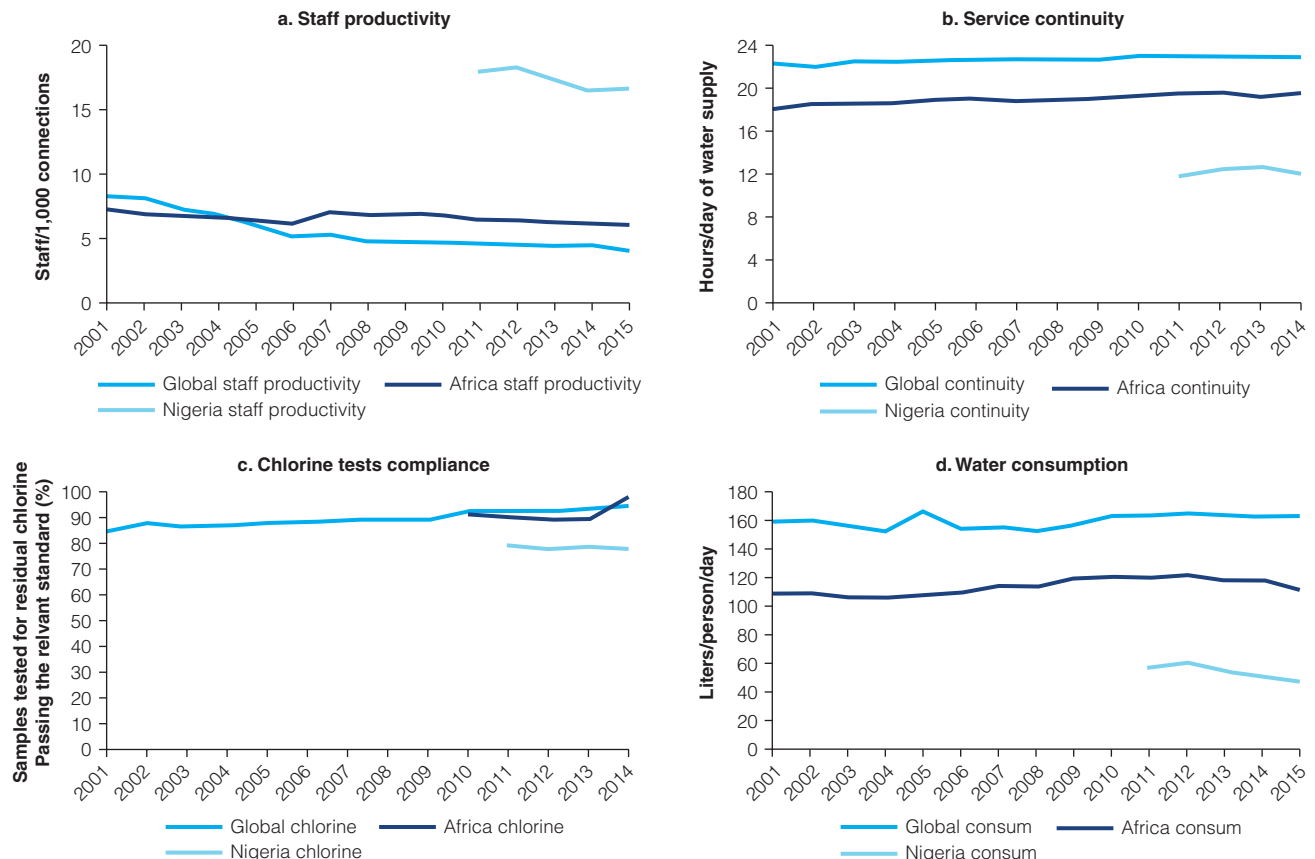 a. Staff productivity
Staff/1,000 connections
20
15
10
5
0
2001 2002 2003 2004 2005 2006 2007 2008 2009 2010 2011 2012 2013 2014 2015
Global staff productivity Africa staff productivity
Nigeria staff productivity
b. Service continuity
Hours/day of water supply
24
20
16
12
8
4
0
2001 2002 2003 2004 2005 2006 2007 2008 2009 2010 2011 2012 2013 2014
Global continuity Africa continuity
Nigeria continuity
c. Chlorine tests compliance
Samples tested for residual chlorine
Passing the relvant standard (%)
100
90
80
70
60
50
40
30
20
10
0
2001 2002 2003 2004 2005 2006 2007 2008 2009 2010 2011 2012 2013 2014
Global chlorine Africa chlorine
Nigeria chlorine
d. Water consumption
Liters/person/day
180
160
140
120
100
80
60
40
20
0
2001 2002 2003 2004 2005 2006 2007 2008 2009 2010 2011 2012 2013 2014 2015
Global consum Africa consum
Nigeria consum